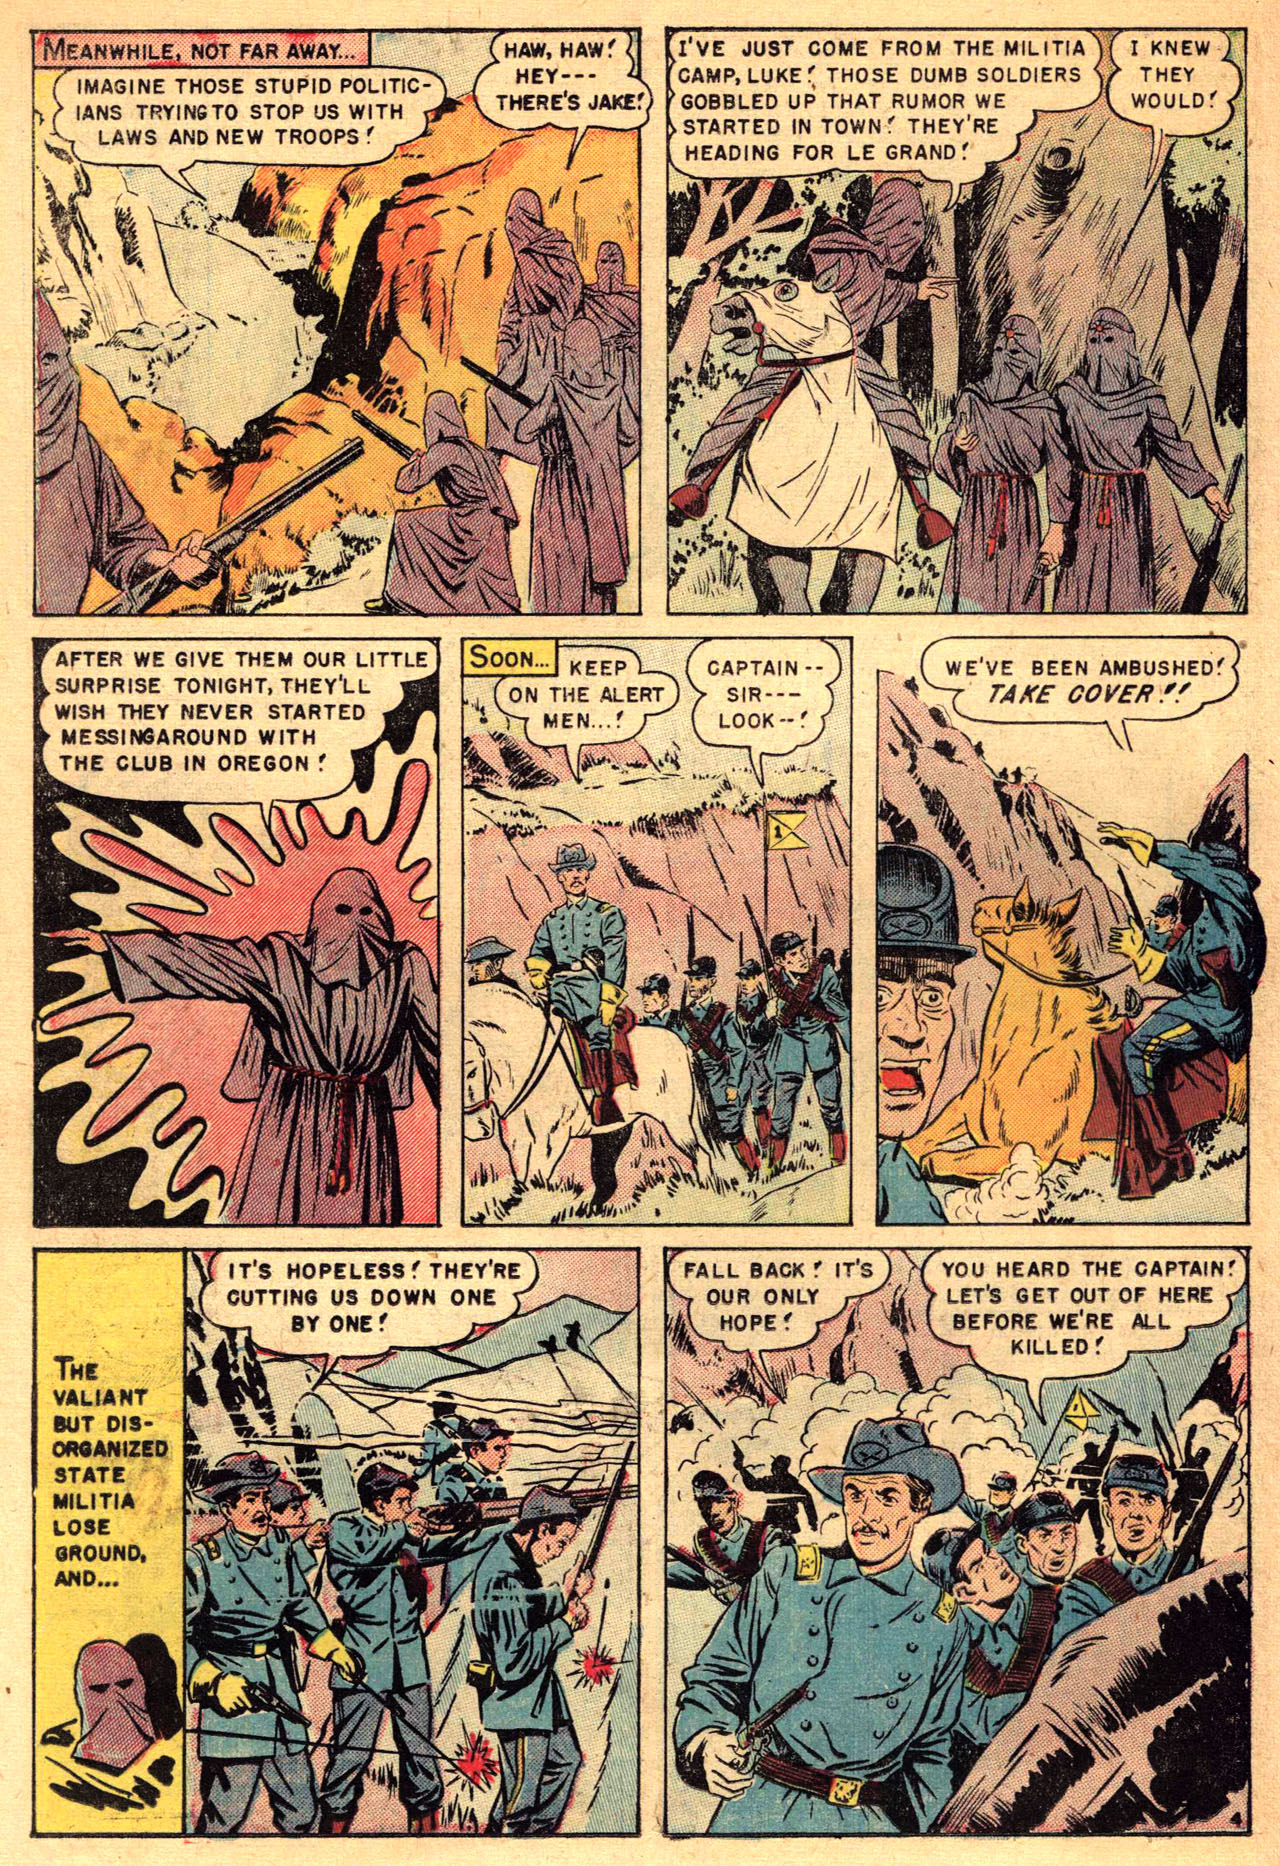 MEANWHILE, NOT FAR AWAY...
IMAGINE THOSE STUPID POLITIC-
IANS TRYING TO STOP US WITH
LAWS AND NEW TROOPS!
HAW, HAW!
HEY---
THERE'S JAKE!
I'VE JUST COME FROM THE MILITIA
CAMP, LUKE! THOSE DUMB SOLDIERS
GOBBLED UP THAT RUMOR WE
STARTED IN TOWN! THEY'RE
HEADING FOR LE GRAND!
I KNEW
THEY
WOULD!
AFTER WE GIVE THEM OUR LITTLE
SURPRISE TONIGHT, THEY'LL
WISH THEY NEVER STARTED
MESSING AROUND WITH
THE CLUB IN OREGON!
SOON...
KEEP
ON THE ALERT
MEN...!
CAPTAIN--
SIR---
LOOK--!
1
WE'VE BEEN AMBUSHED!
TAKE COVER!!
THE
VALIANT
BUT DIS-
ORGANIZED
STATE
MILITIA
LOSE
GROUND,
AND...
IT'S HOPELESS! THEY'RE
CUTTING US DOWN ONE
BY ONE!
FALL BACK! IT'S
OUR ONLY
HOPE!
YOU HEARD THE CAPTAIN!
LET'S GET OUT OF HERE
BEFORE WE'RE ALL
KILLED!
1
4